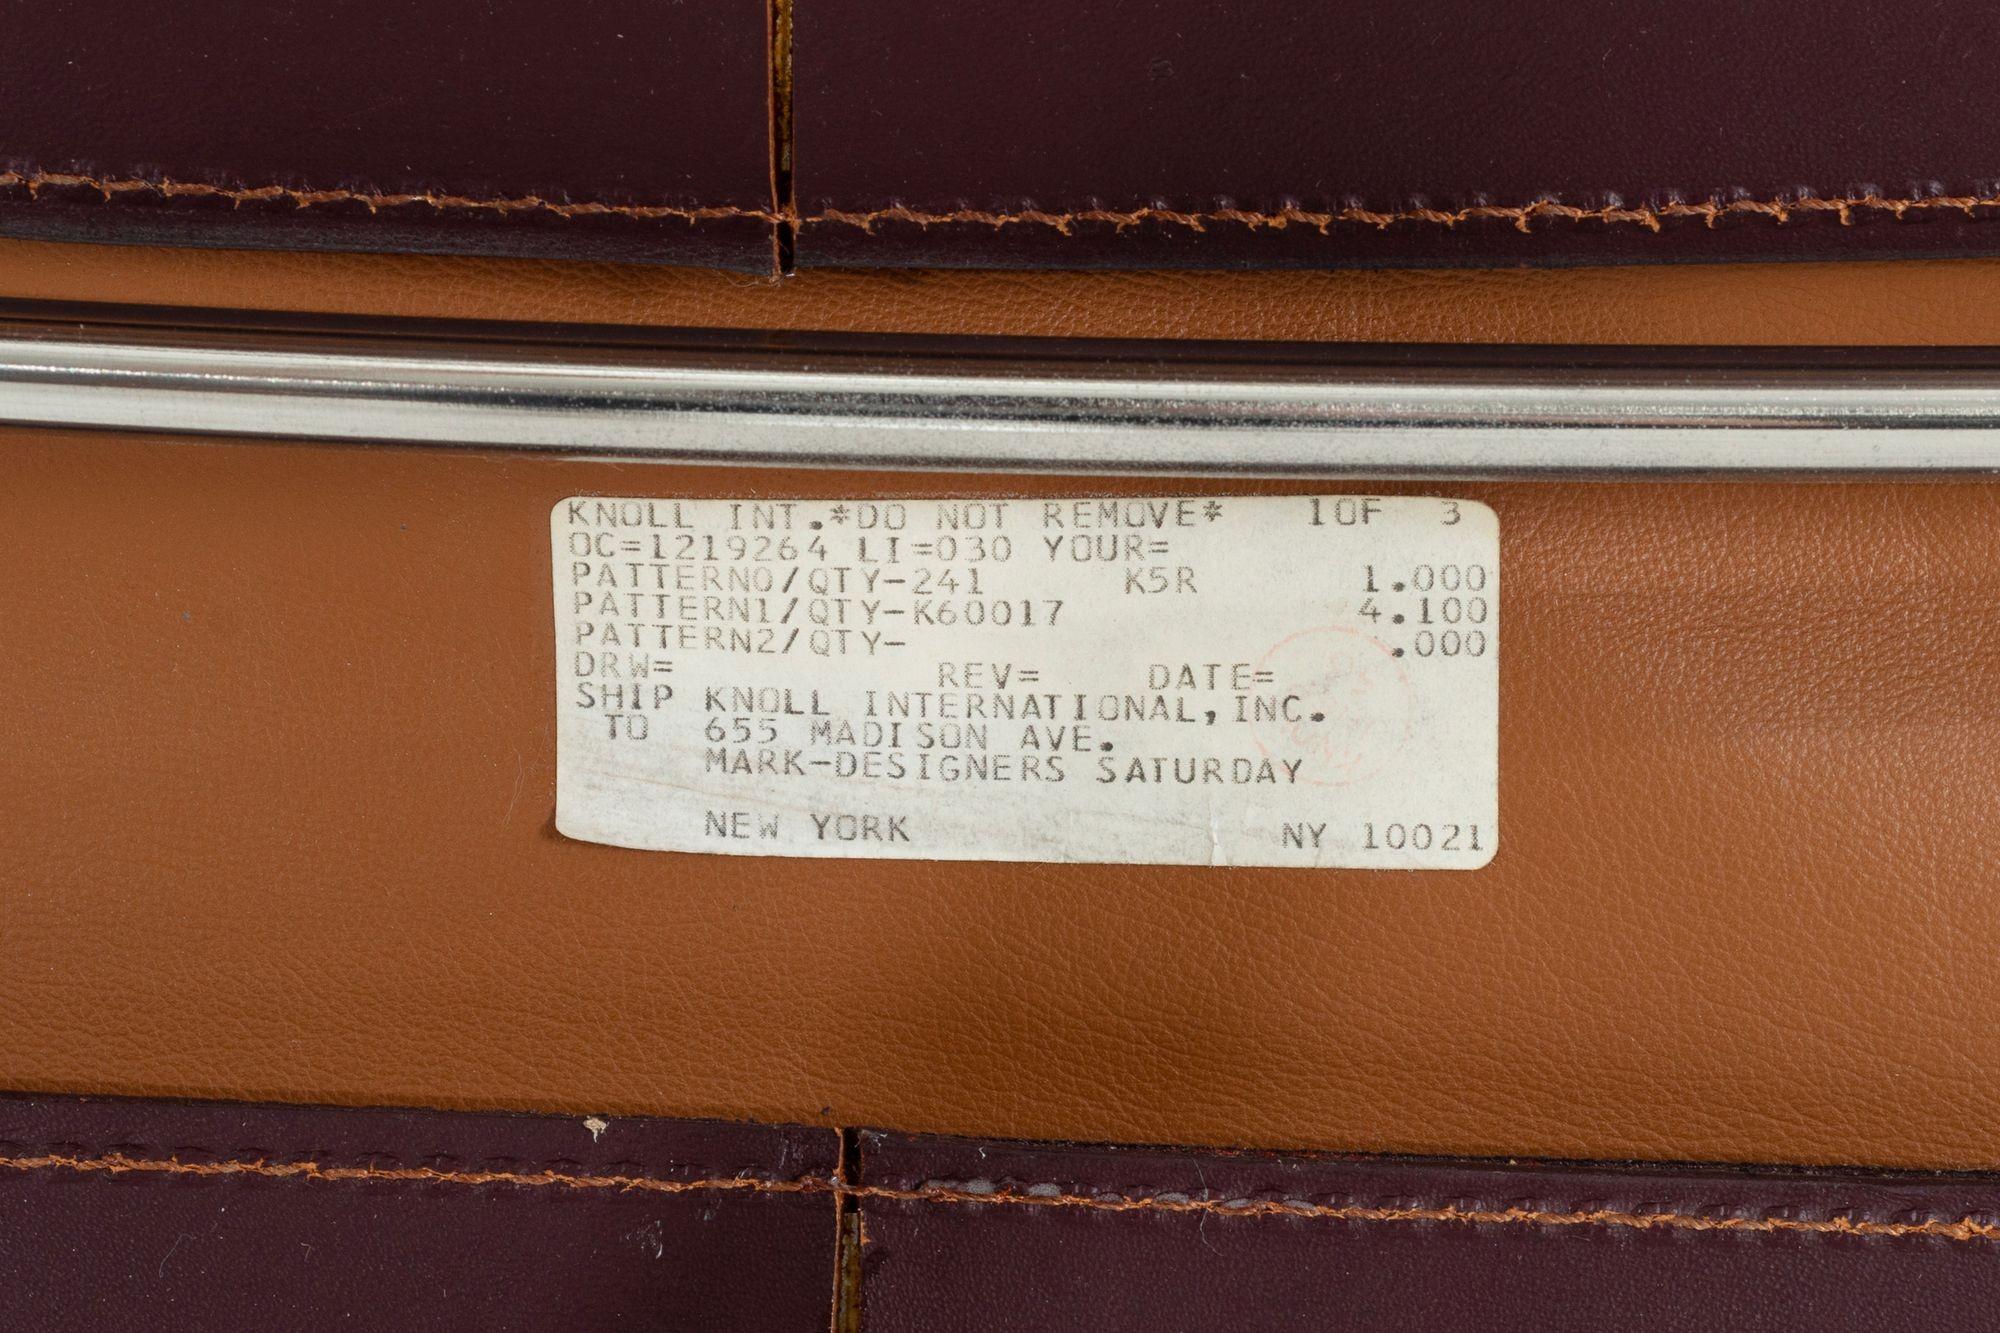 KNOLL INT.*DO NOT REMOVE* 1OF 3
OC=1219264 LI=030 YOUR=
PATTERN0/QTY-241 K5R 1.000
PATTERN1/QTY-K60017 4.100
PATTERN2/QTY- .000
DRW= REV= DATE=
SHIP KNOLL INTERNATIONAL,INC.
TO 655 MADISON AVE.
MARK-DESIGNERS SATURDAY
NEW YORK NY 10021